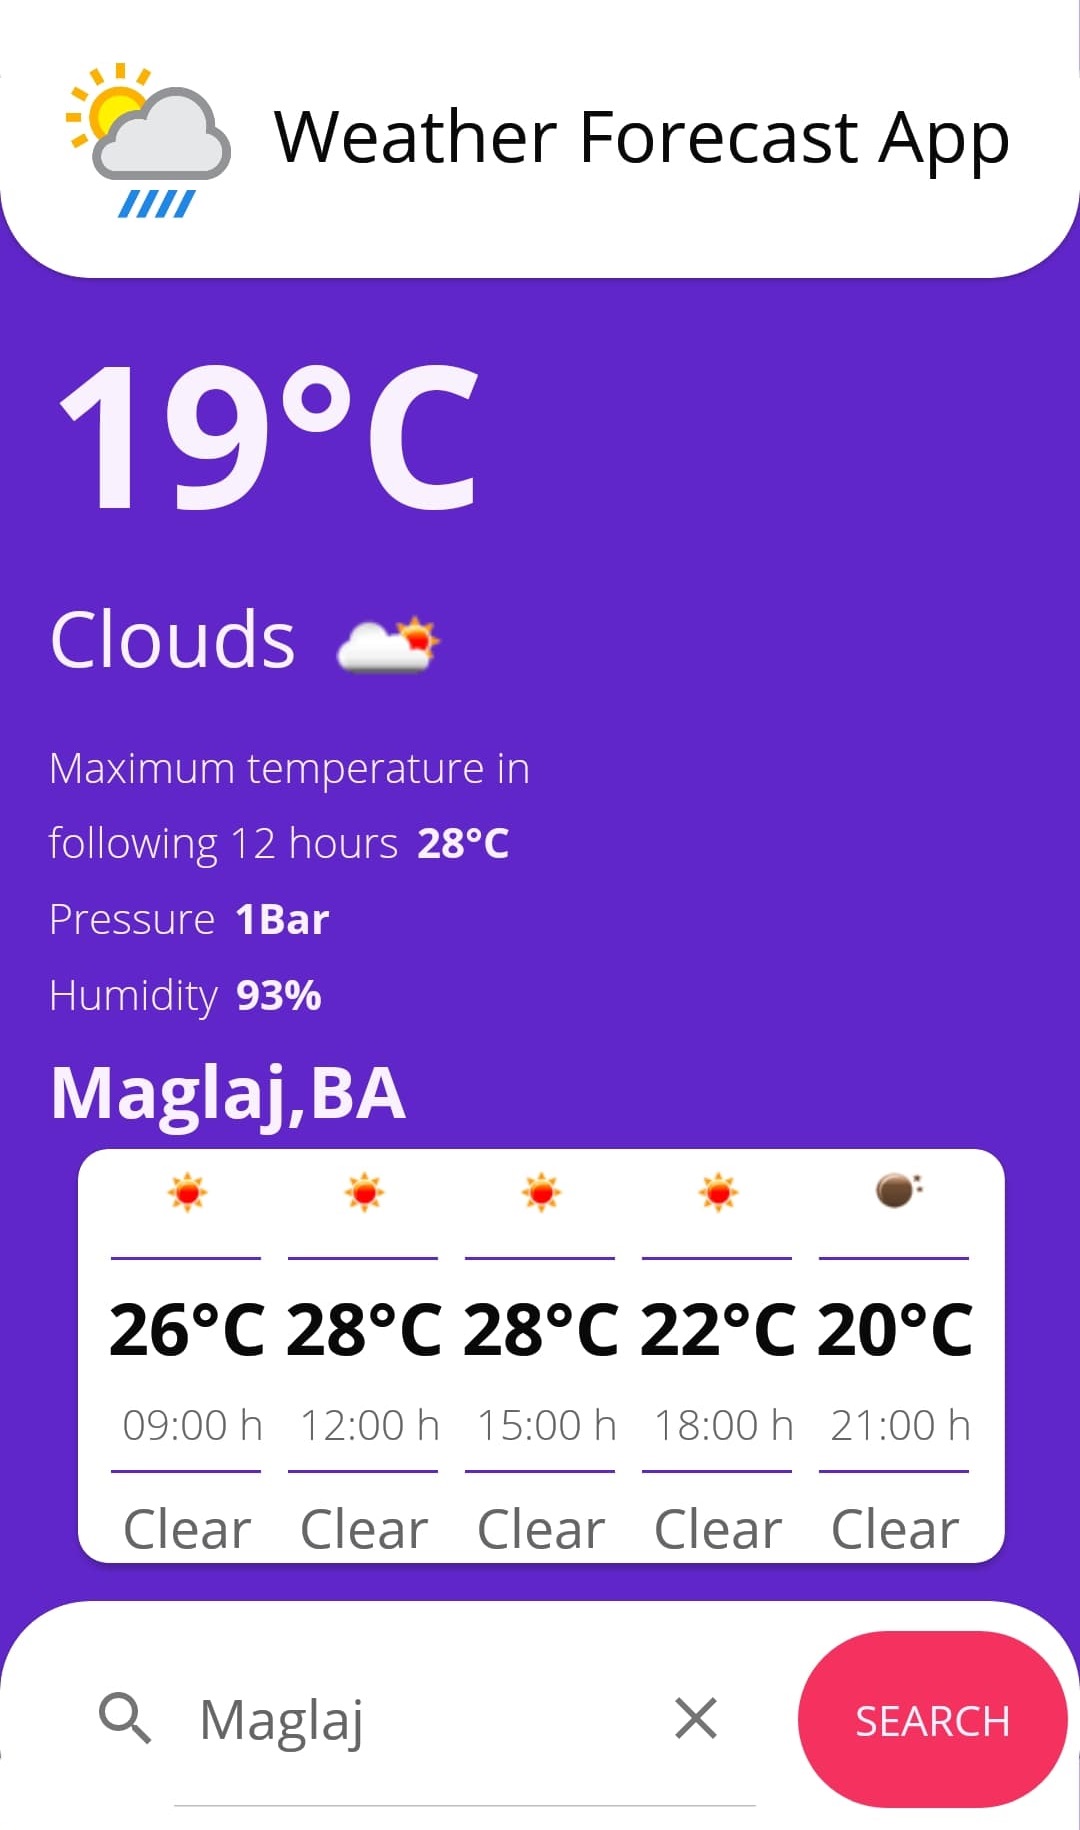 Weather Forecast App
19°C
Clouds
Maximum temperature in
following 12 hours 28°C
Pressure 1Bar
Humidity 93%
Maglaj,BA
26°C 28°C 28°C 22°C 20°C
09:00 h 12:00 h 15:00 h 18:00 h 21:00 h
Clear Clear Clear Clear Clear
Maglaj SEARCH